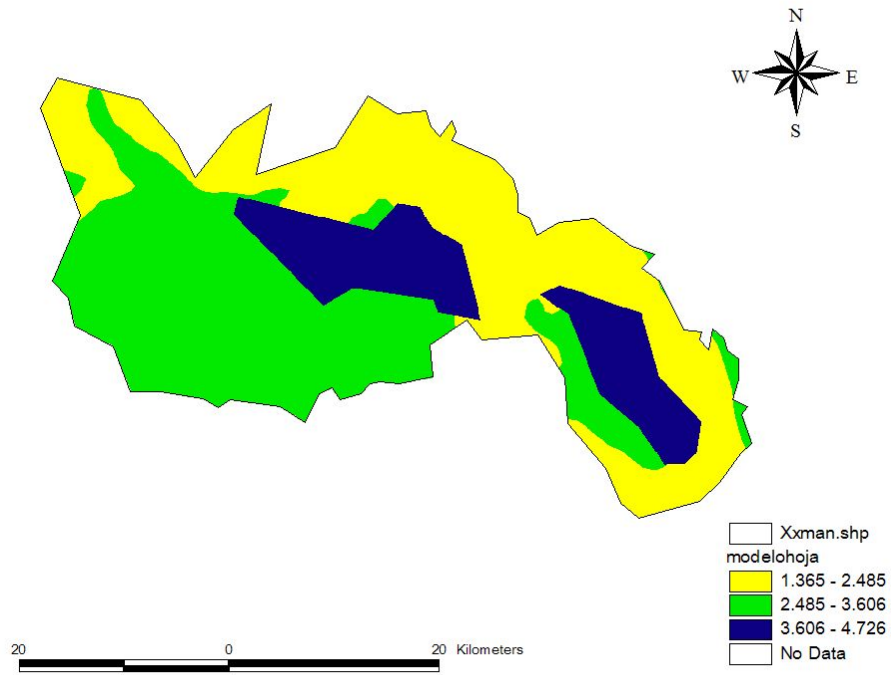 N
W E
S
Xxman.shp
modelohoja
1.365 - 2.485
2.485 - 3.606
3.606 - 4.726
No Data
20 0 20 Kilometers